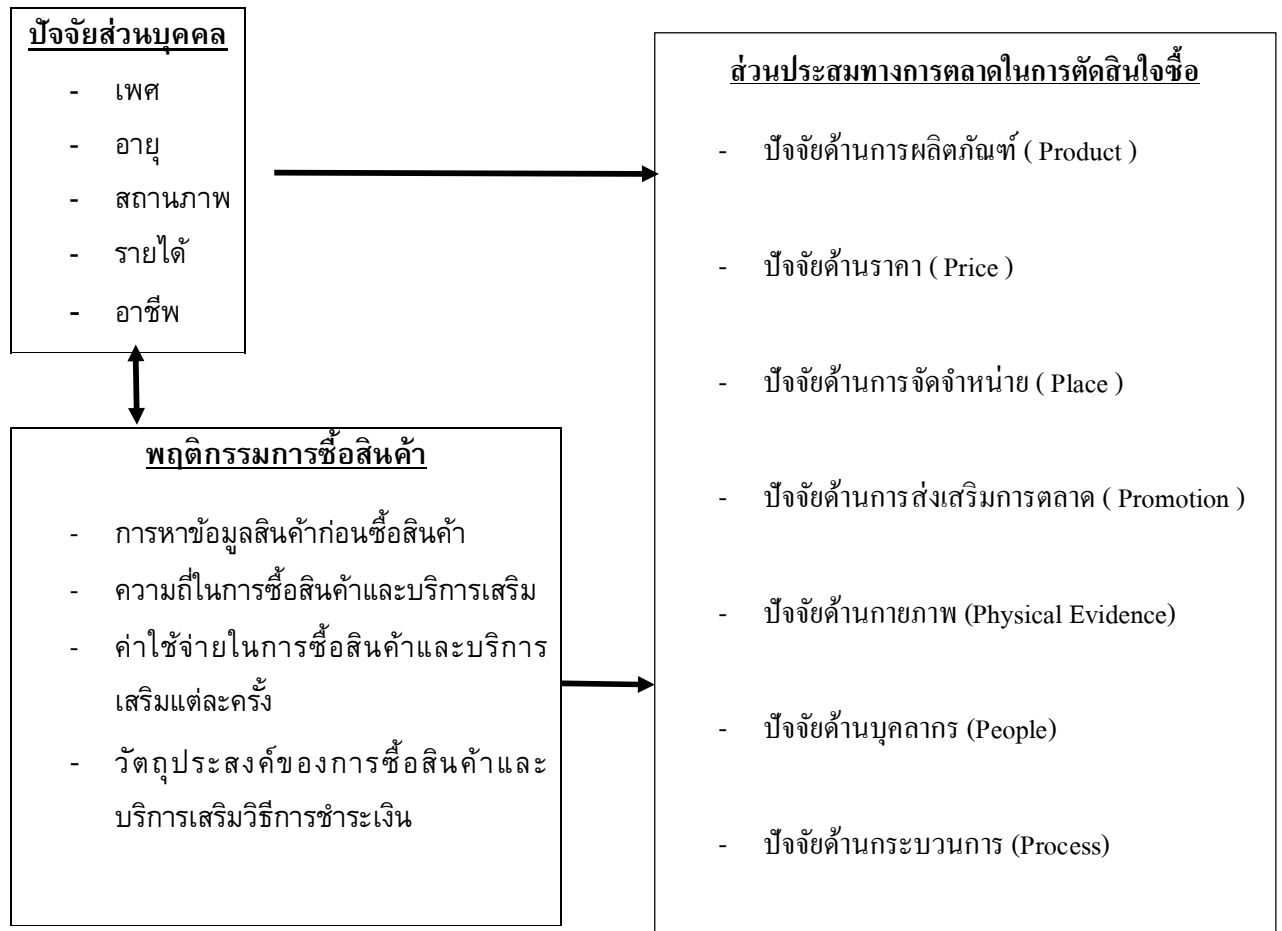 ปัจจัยส่วนบุคคล
- เพศ
- อายุ
- สถานภาพ
- รายได้
- อาชีพ
พฤติกรรมการซื้อสินค้า
- การหาข้อมูลสินค้าก่อนซื้อสินค้า
- ความถี่ในการซื้อสินค้าและบริการเสริม
- ค่าใช้จ่ายในการซื้อสินค้าและบริการ
เสริมแต่ละครั้ง
- วัตถุประสงค์ของการซื้อสินค้าและ
บริการเสริมวิธีการชำระเงิน
ส่วนประสมทางการตลาดในการตัดสินใจซื้อ
- ปัจจัยด้านการผลิตภัณฑ์ ( Product )
- ปัจจัยด้านราคา ( Price )
- ปัจจัยด้านการจัดจำหน่าย ( Place )
- ปัจจัยด้านการส่งเสริมการตลาด ( Promotion )
- ปัจจัยด้านกายภาพ (Physical Evidence)
- ปัจจัยด้านบุคลากร (People)
- ปัจจัยด้านกระบวนการ (Process)